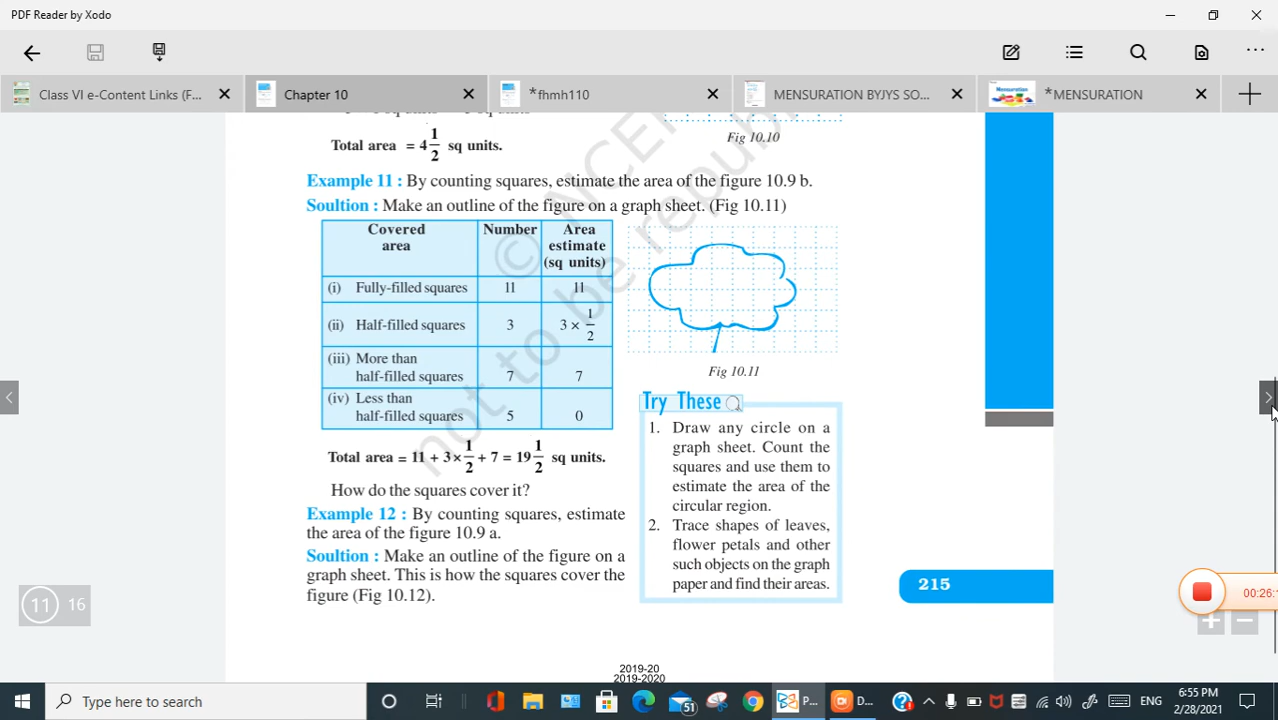 PDF Reader by Xodo
Class VI e-Content Links (F...
Chapter 10
*fhmh110
MENSURATION BYJYS SO...
*MENSURATION
Mensuration
Total area = 4 1/2 sq units.
Fig 10.10
Example 11 : By counting squares, estimate the area of the figure 10.9 b.
Soultion : Make an outline of the figure on a graph sheet. (Fig 10.11)
Covered area
Number
Area estimate (sq units)
(i) Fully-filled squares 11 11
(ii) Half-filled squares 3 3 × 1/2
(iii) More than
half-filled squares 7 7
(iv) Less than
half-filled squares 5 0
Total area = 11 + 3 × 1/2 + 7 = 19 1/2 sq units.
How do the squares cover it?
Example 12 : By counting squares, estimate
the area of the figure 10.9 a.
Soultion : Make an outline of the figure on a
graph sheet. This is how the squares cover the
figure (Fig 10.12).
Fig 10.11
Try These
1. Draw any circle on a
graph sheet. Count the
squares and use them to
estimate the area of the
circular region.
2. Trace shapes of leaves,
flower petals and other
such objects on the graph
paper and find their areas.
215
© NCE
not to be republ
11 16
00:26:
2019-20
2019-2020
Type here to search
51
P...
D...
ENG
6:55 PM
2/28/2021